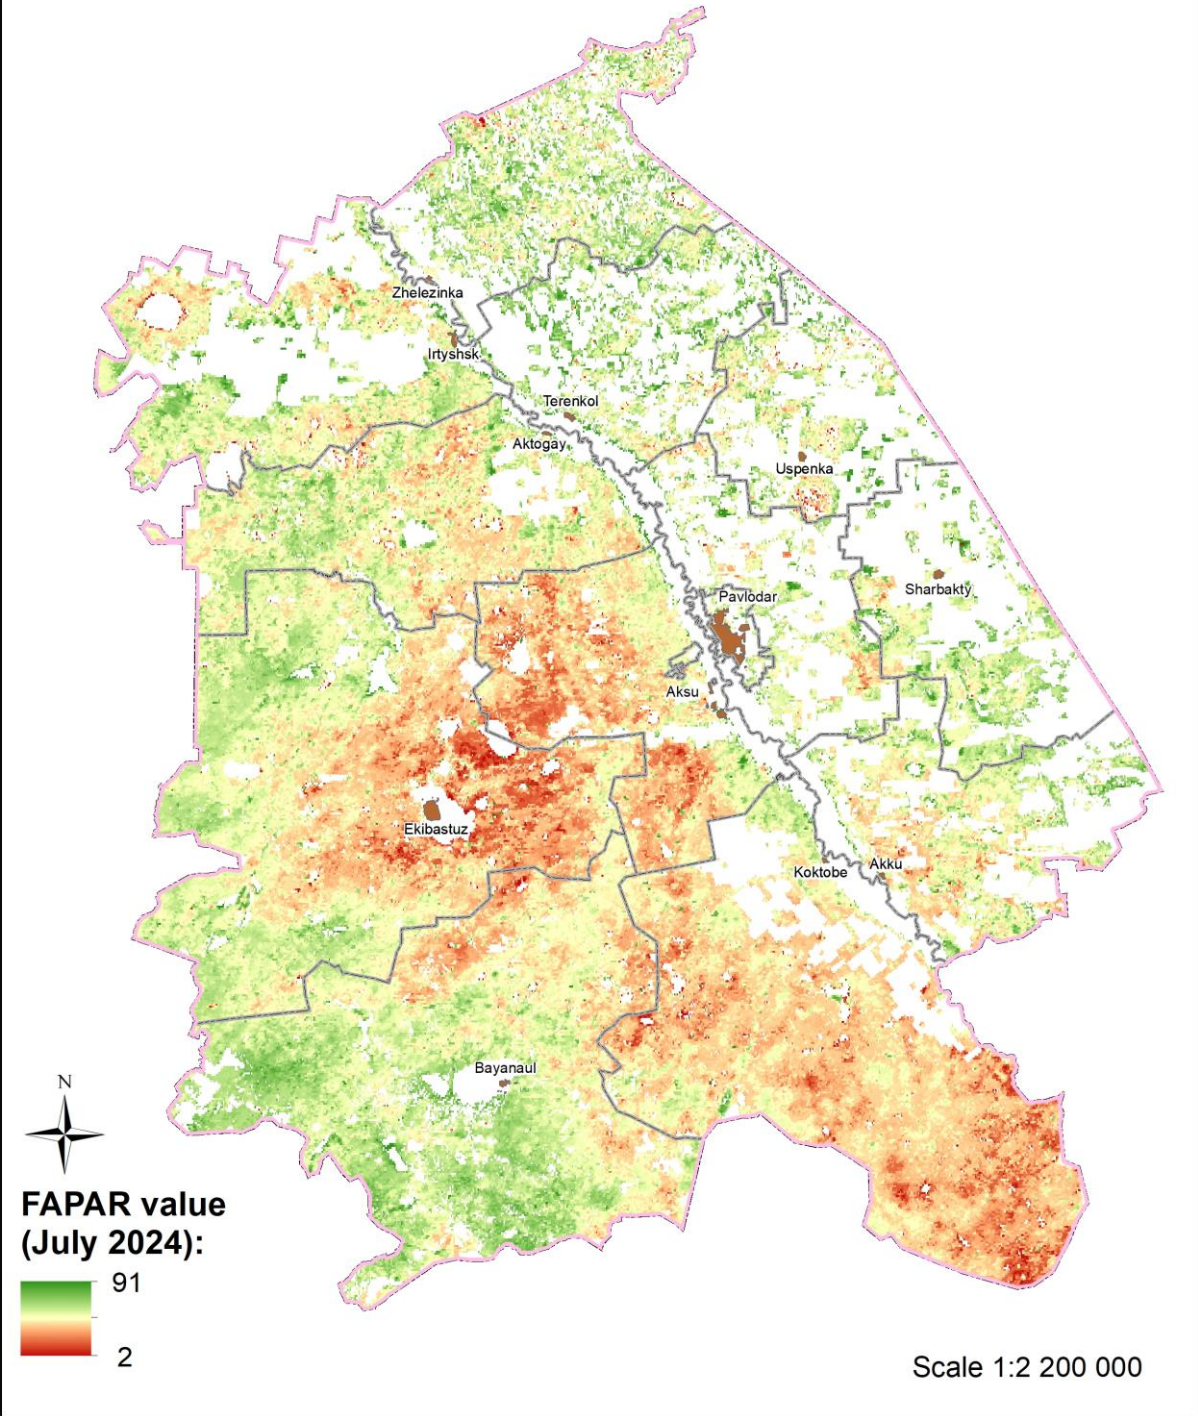 Zhelezinka
Irtyshsk
Terenkol
Aktogay
Uspenka
Sharbakty
Pavlodar
Aksu
Ekibastuz
Koktobe
Akku
Bayanaul
N
FAPAR value
(July 2024):
91
2
Scale 1:2 200 000